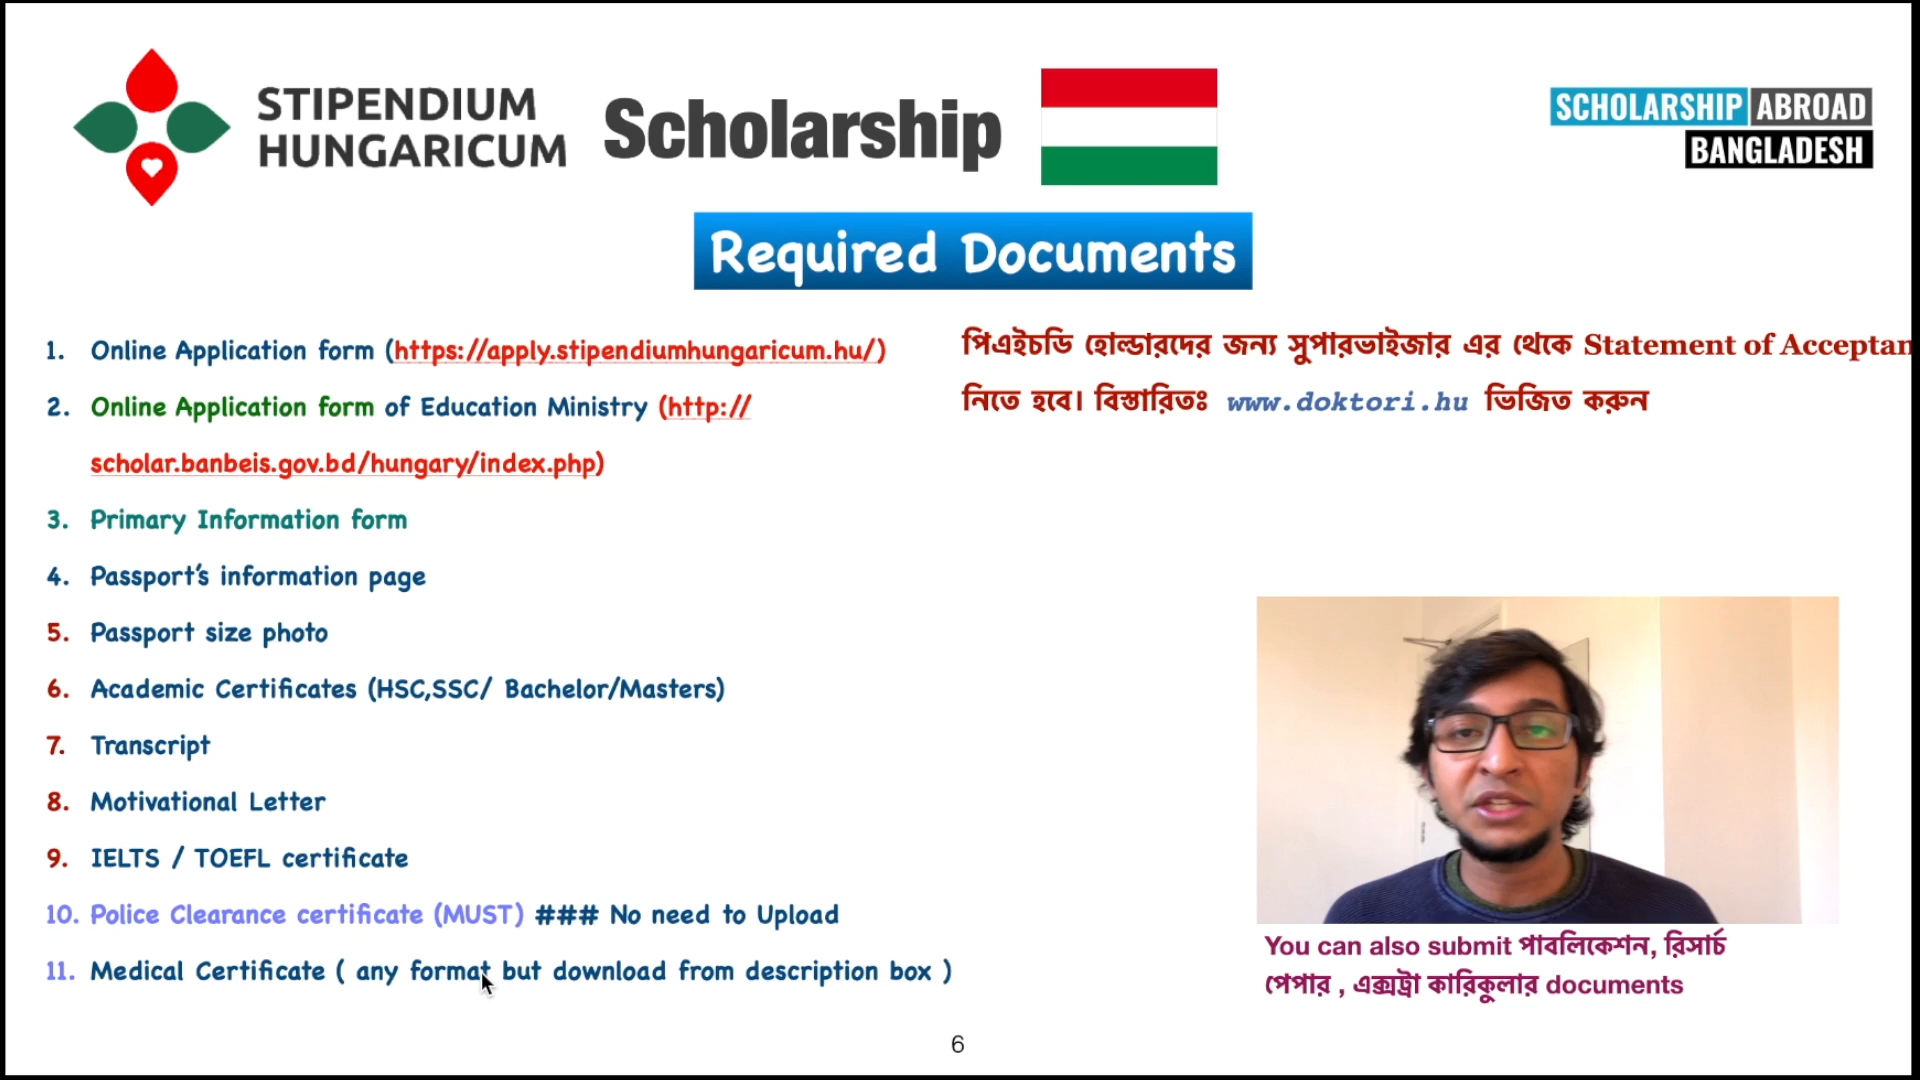 STIPENDIUM
HUNGARICUM
Scholarship
SCHOLARSHIP ABROAD
BANGLADESH
Required Documents
1. Online Application form (https://apply.stipendiumhungaricum.hu/)
2. Online Application form of Education Ministry (http://
scholar.banbeis.gov.bd/hungary/index.php)
3. Primary Information form
4. Passport's information page
5. Passport size photo
6. Academic Certificates (HSC,SSC/ Bachelor/Masters)
7. Transcript
8. Motivational Letter
9. IELTS / TOEFL certificate
10. Police Clearance certificate (MUST) ### No need to Upload
11. Medical Certificate ( any format but download from description box )
পিএইচডি হোল্ডারদের জন্য সুপারভাইজার এর থেকে Statement of Acceptan
নিতে হবে। বিস্তারিতঃ www.doktori.hu ভিজিত করুন
You can also submit পাবলিকেশন, রিসার্চ
পেপার , এক্সট্রা কারিকুলার documents
6